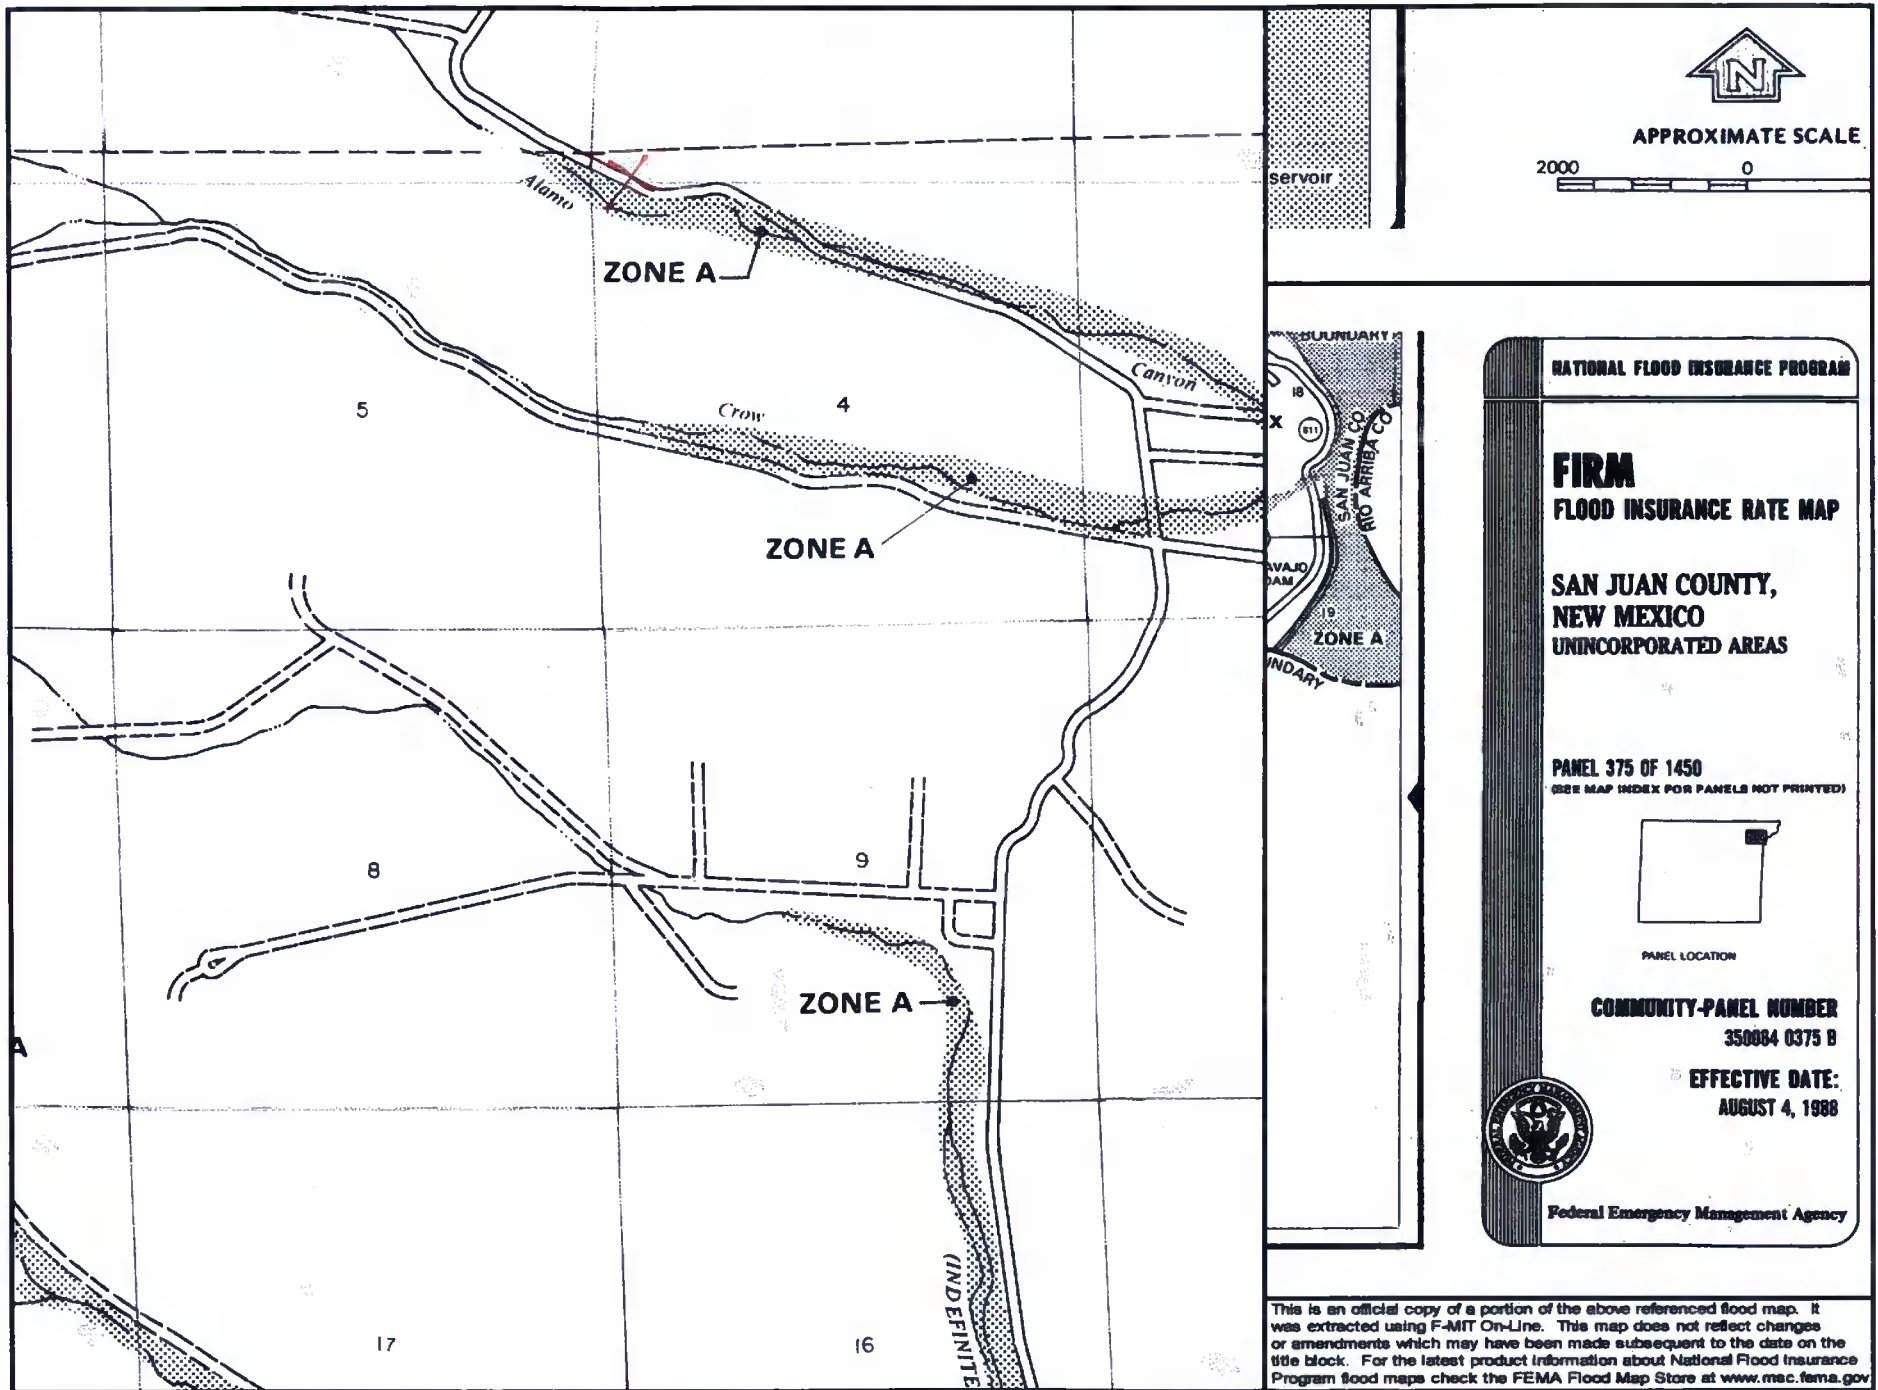 Alamo
ZONE A
5
Crow
4
Canyon
ZONE A
8
9
ZONE A
A
17
16
(INDEFINITE
servoir
N
APPROXIMATE SCALE
2000 0
BOUNDARY
18
X
511
SAN JUAN CO
RIO ARRIBA CO
AVAJO
DAM
19
ZONE A
UNDARY
NATIONAL FLOOD INSURANCE PROGRAM
FIRM
FLOOD INSURANCE RATE MAP
SAN JUAN COUNTY,
NEW MEXICO
UNINCORPORATED AREAS
PANEL 375 OF 1450
(SEE MAP INDEX FOR PANELS NOT PRINTED)
PANEL LOCATION
COMMUNITY-PANEL NUMBER
350064 0375 B
EFFECTIVE DATE:
AUGUST 4, 1988
Federal Emergency Management Agency
This is an official copy of a portion of the above referenced flood map. It
was extracted using F-MIT On-Line. This map does not reflect changes
or amendments which may have been made subsequent to the date on the
title block. For the latest product information about National Flood Insurance
Program flood maps check the FEMA Flood Map Store at www.msc.fema.gov